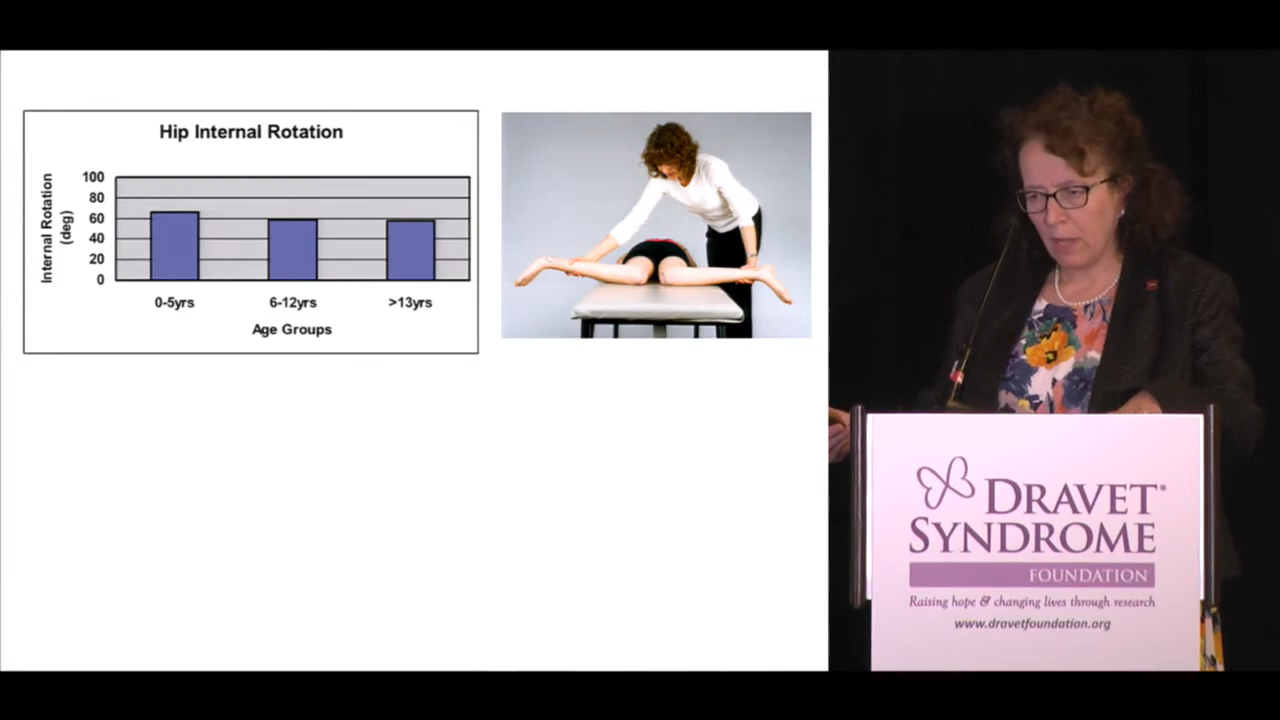 Hip Internal Rotation
Internal Rotation
(deg)
100
80
60
40
20
0
0-5yrs
6-12yrs
>13yrs
Age Groups
DRAVET®
SYNDROME
FOUNDATION
Raising hope & changing lives through research
www.dravetfoundation.org